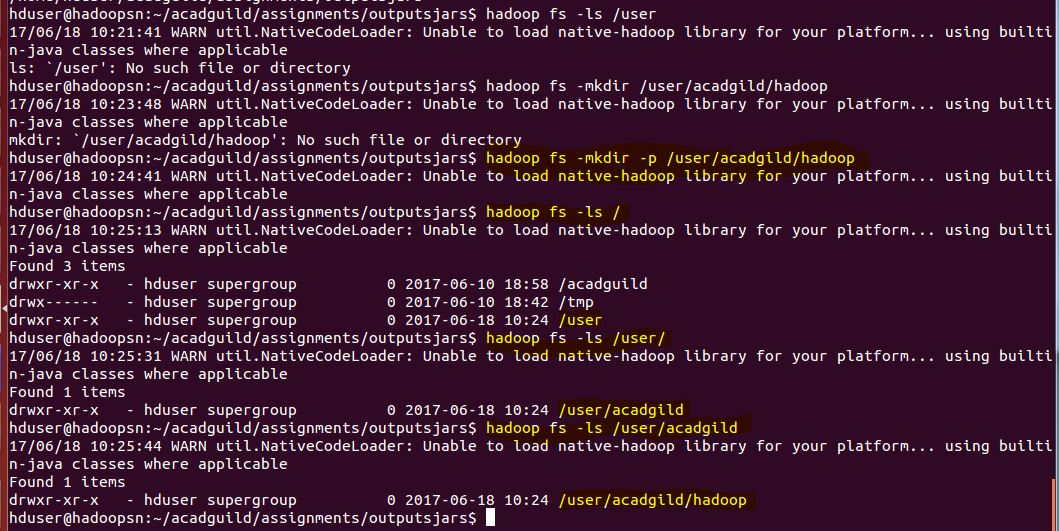 hduser@hadoopsn:~/acadguild/assignments/outputsjars$ hadoop fs -ls /user
17/06/18 10:21:41 WARN util.NativeCodeLoader: Unable to load native-hadoop library for your platform... using builti
n-java classes where applicable
ls: `/user': No such file or directory
hduser@hadoopsn:~/acadguild/assignments/outputsjars$ hadoop fs -mkdir /user/acadgild/hadoop
17/06/18 10:23:48 WARN util.NativeCodeLoader: Unable to load native-hadoop library for your platform... using builti
n-java classes where applicable
mkdir: `/user/acadgild/hadoop': No such file or directory
hduser@hadoopsn:~/acadguild/assignments/outputsjars$ hadoop fs -mkdir -p /user/acadgild/hadoop
17/06/18 10:24:41 WARN util.NativeCodeLoader: Unable to load native-hadoop library for your platform... using builti
n-java classes where applicable
hduser@hadoopsn:~/acadguild/assignments/outputsjars$ hadoop fs -ls /
17/06/18 10:25:13 WARN util.NativeCodeLoader: Unable to load native-hadoop library for your platform... using builti
n-java classes where applicable
Found 3 items
drwxr-xr-x   - hduser supergroup          0 2017-06-10 18:58 /acadguild
drwx------   - hduser supergroup          0 2017-06-10 18:42 /tmp
drwxr-xr-x   - hduser supergroup          0 2017-06-18 10:24 /user
hduser@hadoopsn:~/acadguild/assignments/outputsjars$ hadoop fs -ls /user/
17/06/18 10:25:31 WARN util.NativeCodeLoader: Unable to load native-hadoop library for your platform... using builti
n-java classes where applicable
Found 1 items
drwxr-xr-x   - hduser supergroup          0 2017-06-18 10:24 /user/acadgild
hduser@hadoopsn:~/acadguild/assignments/outputsjars$ hadoop fs -ls /user/acadgild
17/06/18 10:25:44 WARN util.NativeCodeLoader: Unable to load native-hadoop library for your platform... using builti
n-java classes where applicable
Found 1 items
drwxr-xr-x   - hduser supergroup          0 2017-06-18 10:24 /user/acadgild/hadoop
hduser@hadoopsn:~/acadguild/assignments/outputsjars$